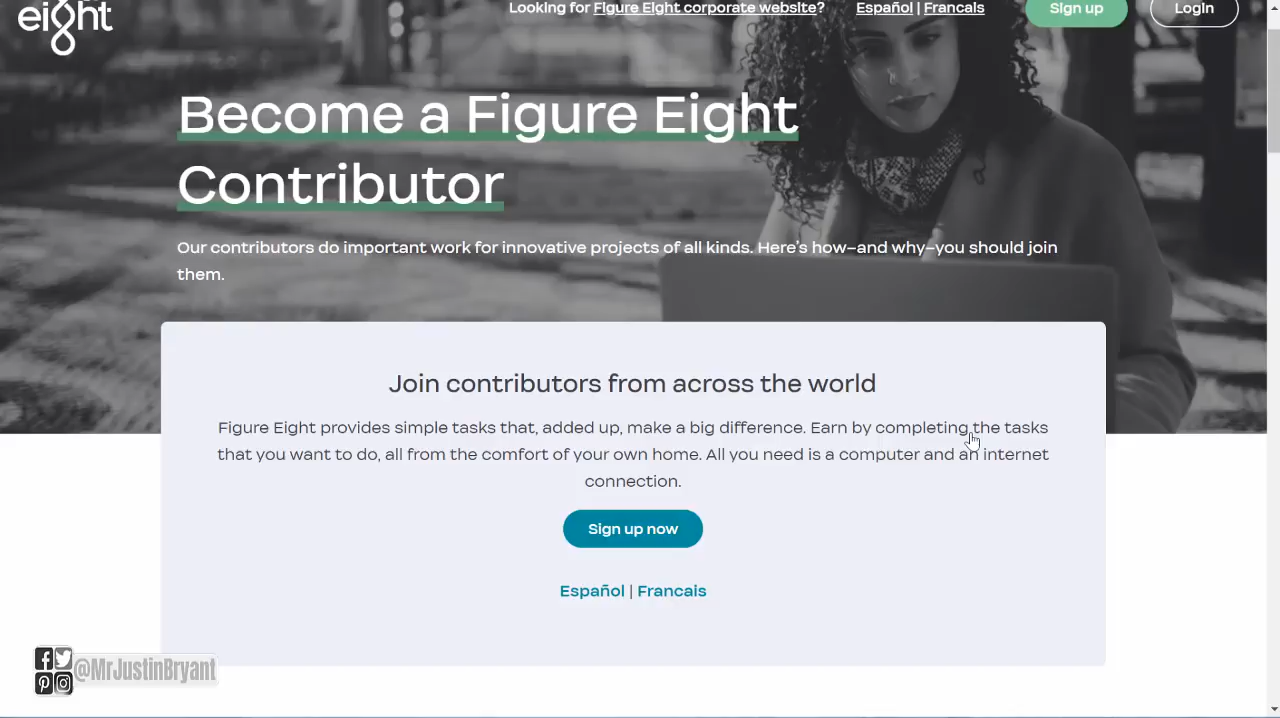 eight
Looking for Figure Eight corporate website?
Español | Francais
Sign up
Login
Become a Figure Eight
Contributor
Our contributors do important work for innovative projects of all kinds. Here's how–and why–you should join
them.
Join contributors from across the world
Figure Eight provides simple tasks that, added up, make a big difference. Earn by completing the tasks
that you want to do, all from the comfort of your own home. All you need is a computer and an internet
connection.
Sign up now
Español | Francais
@MrJustinBryant